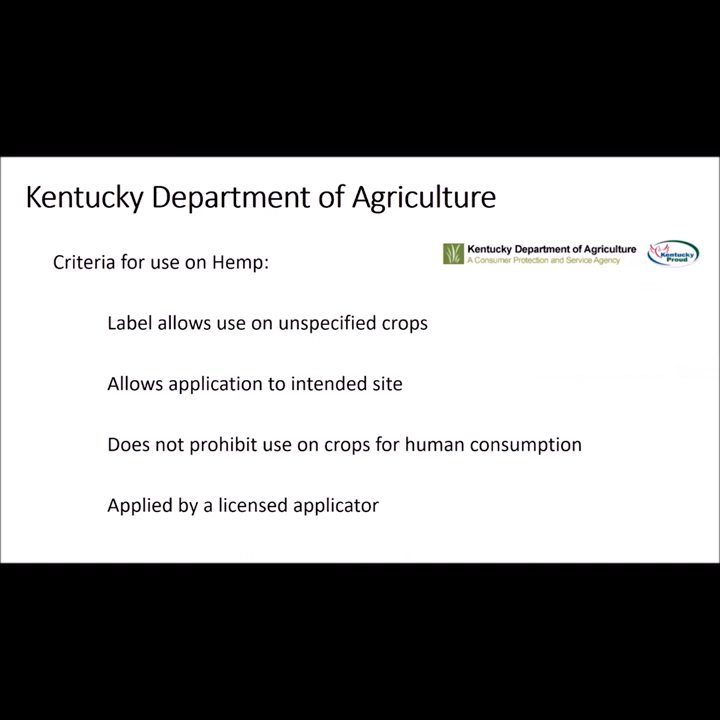 Kentucky Department of Agriculture
Kentucky Department of Agriculture
A Consumer Protection and Service Agency
Kentucky
Proud
Criteria for use on Hemp:
Label allows use on unspecified crops
Allows application to intended site
Does not prohibit use on crops for human consumption
Applied by a licensed applicator